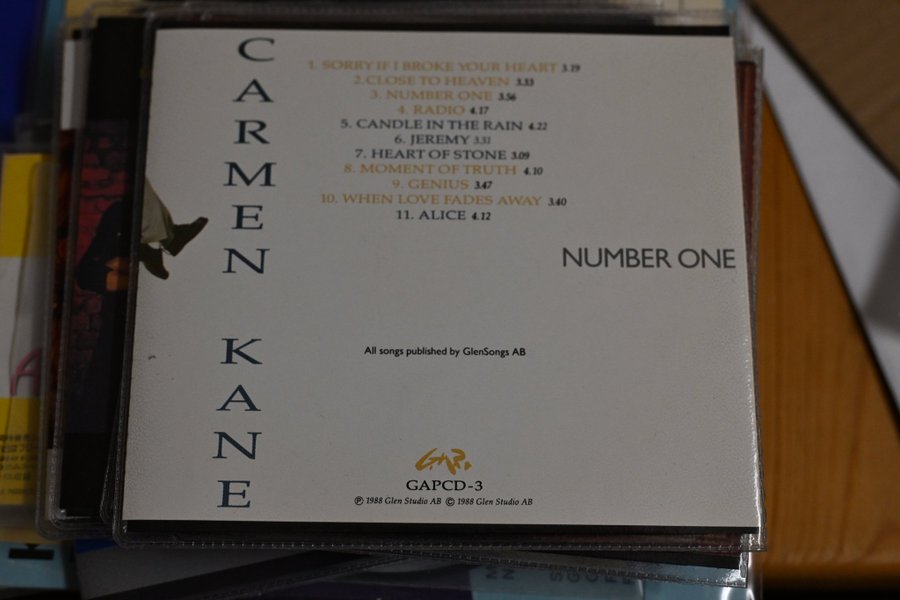 CARMEN KANE
1. SORRY IF I BROKE YOUR HEART 3.19
2. CLOSE TO HEAVEN 3.33
3. NUMBER ONE 3.56
4. RADIO 4.17
5. CANDLE IN THE RAIN 4.22
6. JEREMY 3.31
7. HEART OF STONE 3.09
8. MOMENT OF TRUTH 4.10
9. GENIUS 3.47
10. WHEN LOVE FADES AWAY 3.40
11. ALICE 4.12
NUMBER ONE
All songs published by GlenSongs AB
GAPCD-3
℗ 1988 Glen Studio AB © 1988 Glen Studio AB